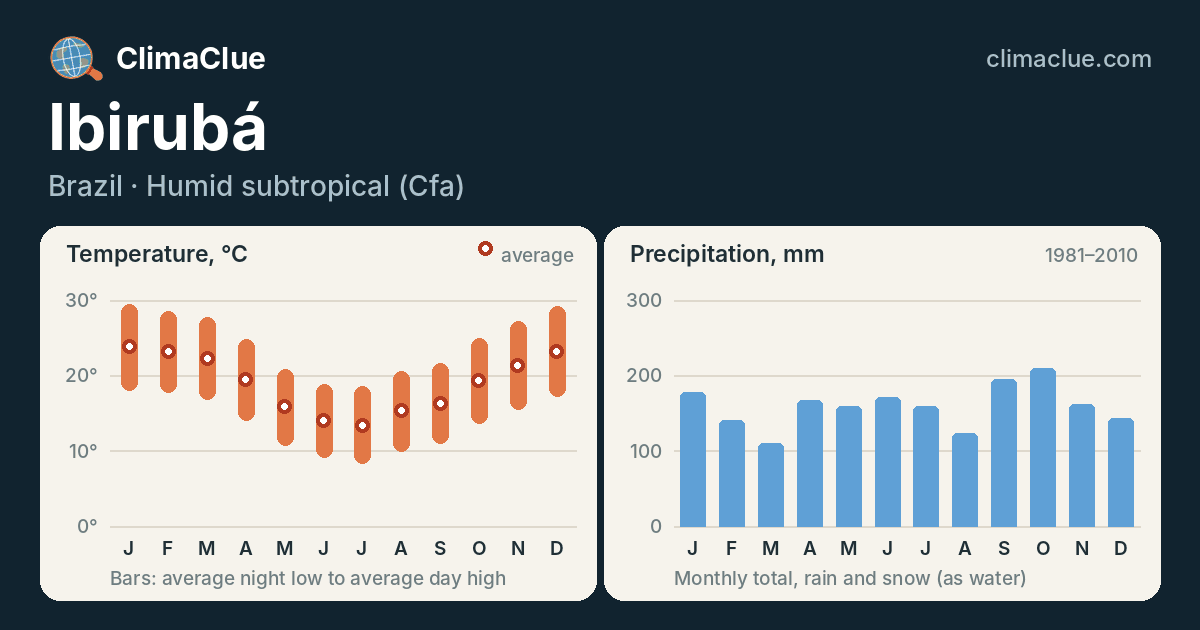 ClimaClue
climaclue.com
Ibirubá
Brazil · Humid subtropical (Cfa)
Temperature, °C
average
30°
20°
10°
0°
J F M A M J J A S O N D
Bars: average night low to average day high
Precipitation, mm
1981–2010
300
200
100
0
J F M A M J J A S O N D
Monthly total, rain and snow (as water)